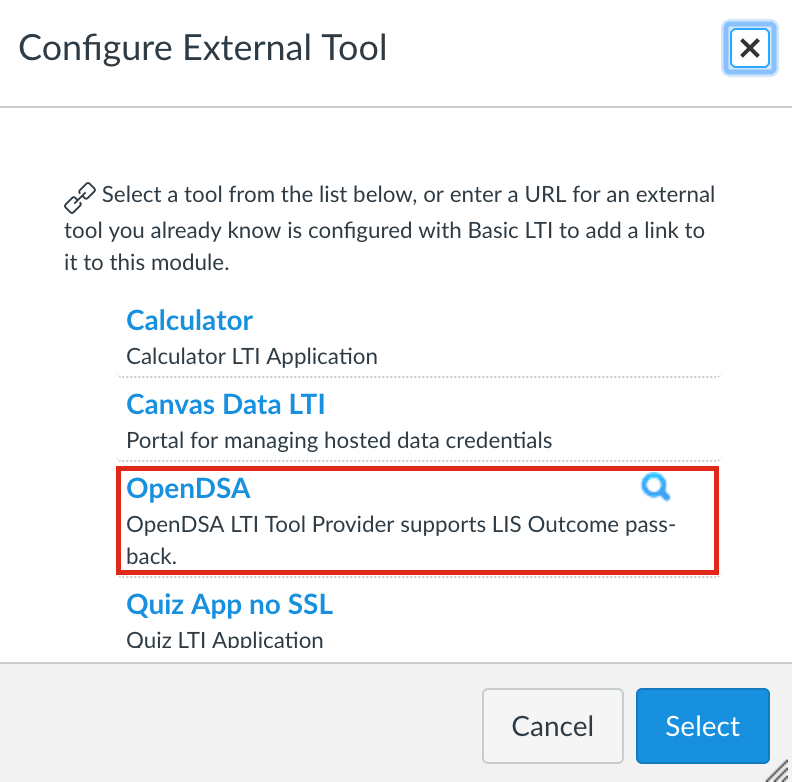 Configure External Tool
Select a tool from the list below, or enter a URL for an external
tool you already know is configured with Basic LTI to add a link to
it to this module.
Calculator
Calculator LTI Application
Canvas Data LTI
Portal for managing hosted data credentials
OpenDSA
OpenDSA LTI Tool Provider supports LIS Outcome pass-
back.
Quiz App no SSL
Quiz LTI Application
Cancel
Select